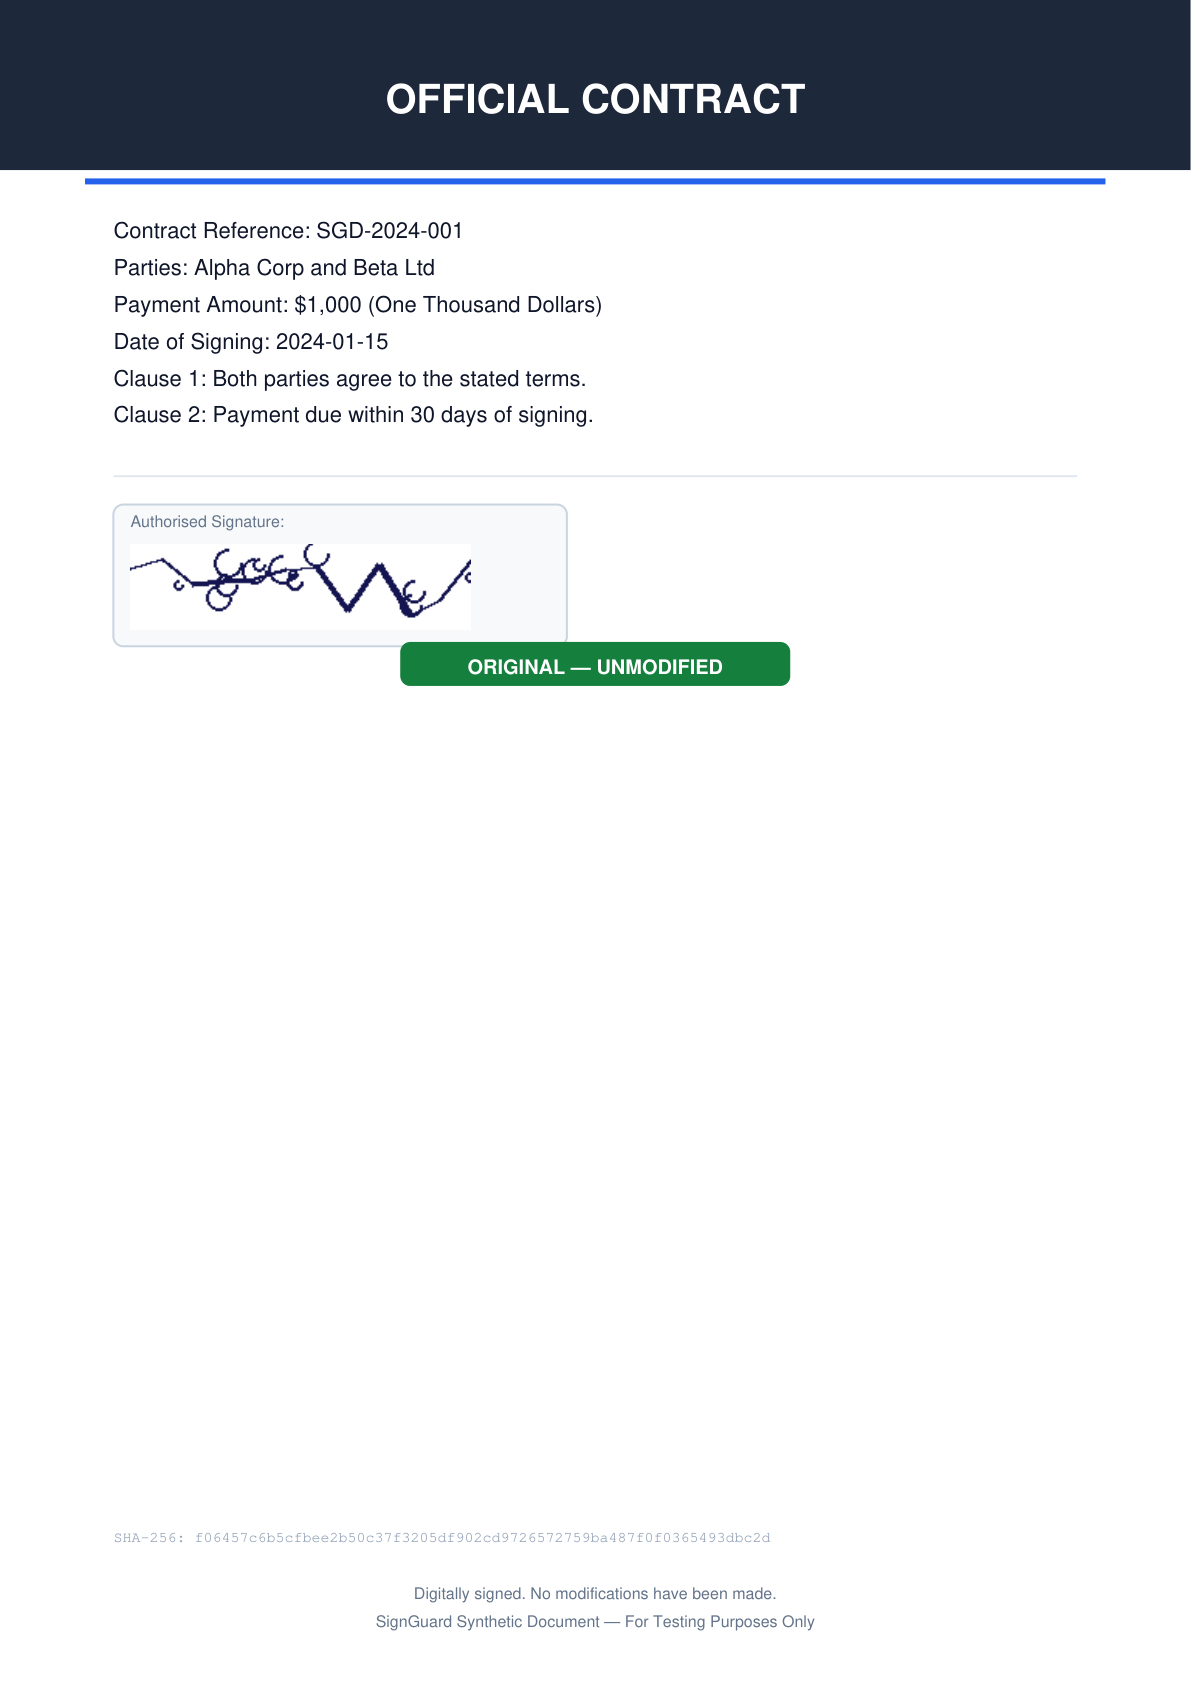 OFFICIAL CONTRACT
Contract Reference: SGD-2024-001
Parties: Alpha Corp and Beta Ltd
Payment Amount: $1,000 (One Thousand Dollars)
Date of Signing: 2024-01-15
Clause 1: Both parties agree to the stated terms.
Clause 2: Payment due within 30 days of signing.
Authorised Signature:
ORIGINAL — UNMODIFIED
SHA-256: f06457c6b5cfbee2b50c37f3205df902cd9726572759ba487f0f0365493dbc2d
Digitally signed. No modifications have been made.
SignGuard Synthetic Document — For Testing Purposes Only